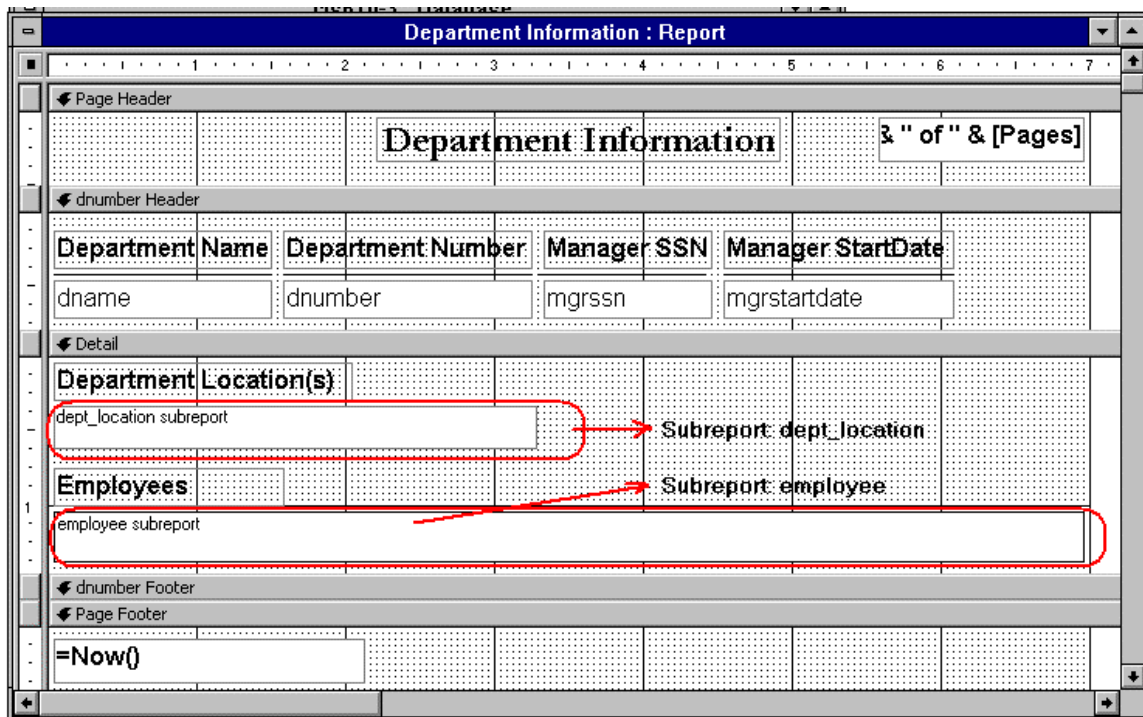 Department Information : Report
1 2 3 4 5 6 7
Page Header
Department Information
& " of " & [Pages]
dnumber Header
Department Name Department Number Manager SSN Manager StartDate
dname dnumber mgrssn mgrstartdate
Detail
Department Location(s)
dept_location subreport
Subreport: dept_location
Employees
Subreport: employee
1
employee subreport
dnumber Footer
Page Footer
=Now()